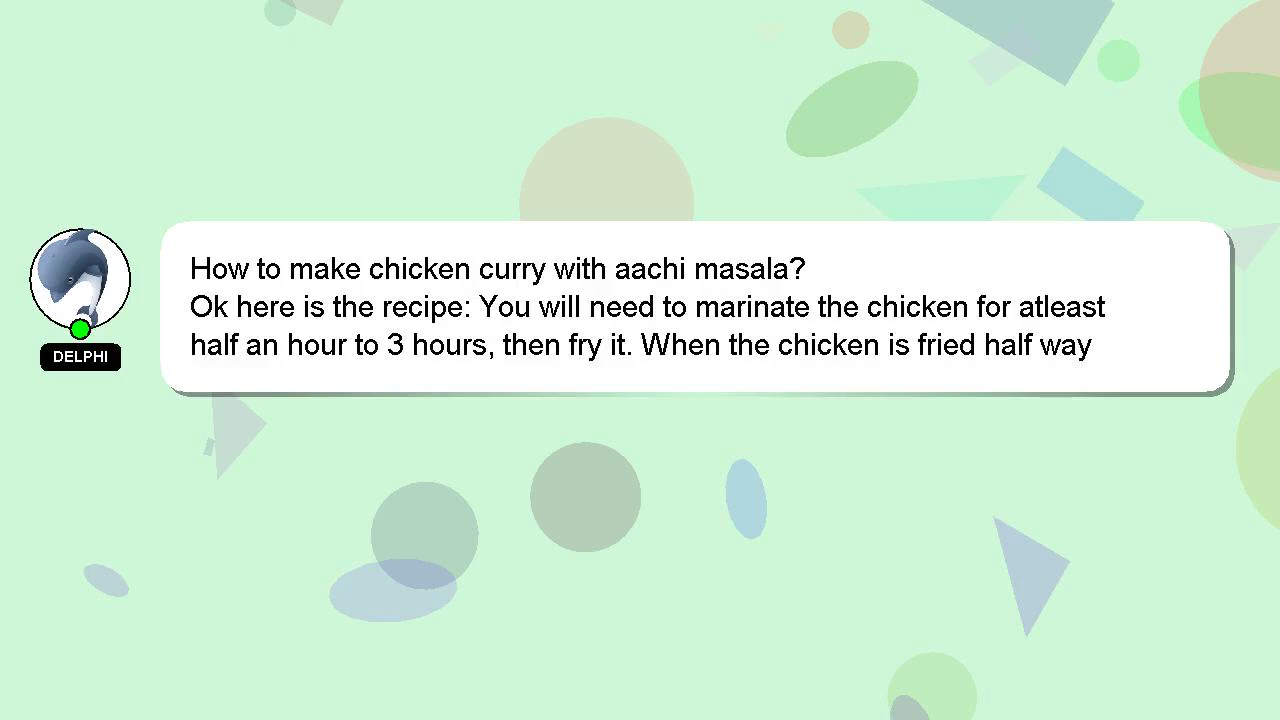 How to make chicken curry with aachi masala?
Ok here is the recipe: You will need to marinate the chicken for atleast
half an hour to 3 hours, then fry it. When the chicken is fried half way
DELPHI